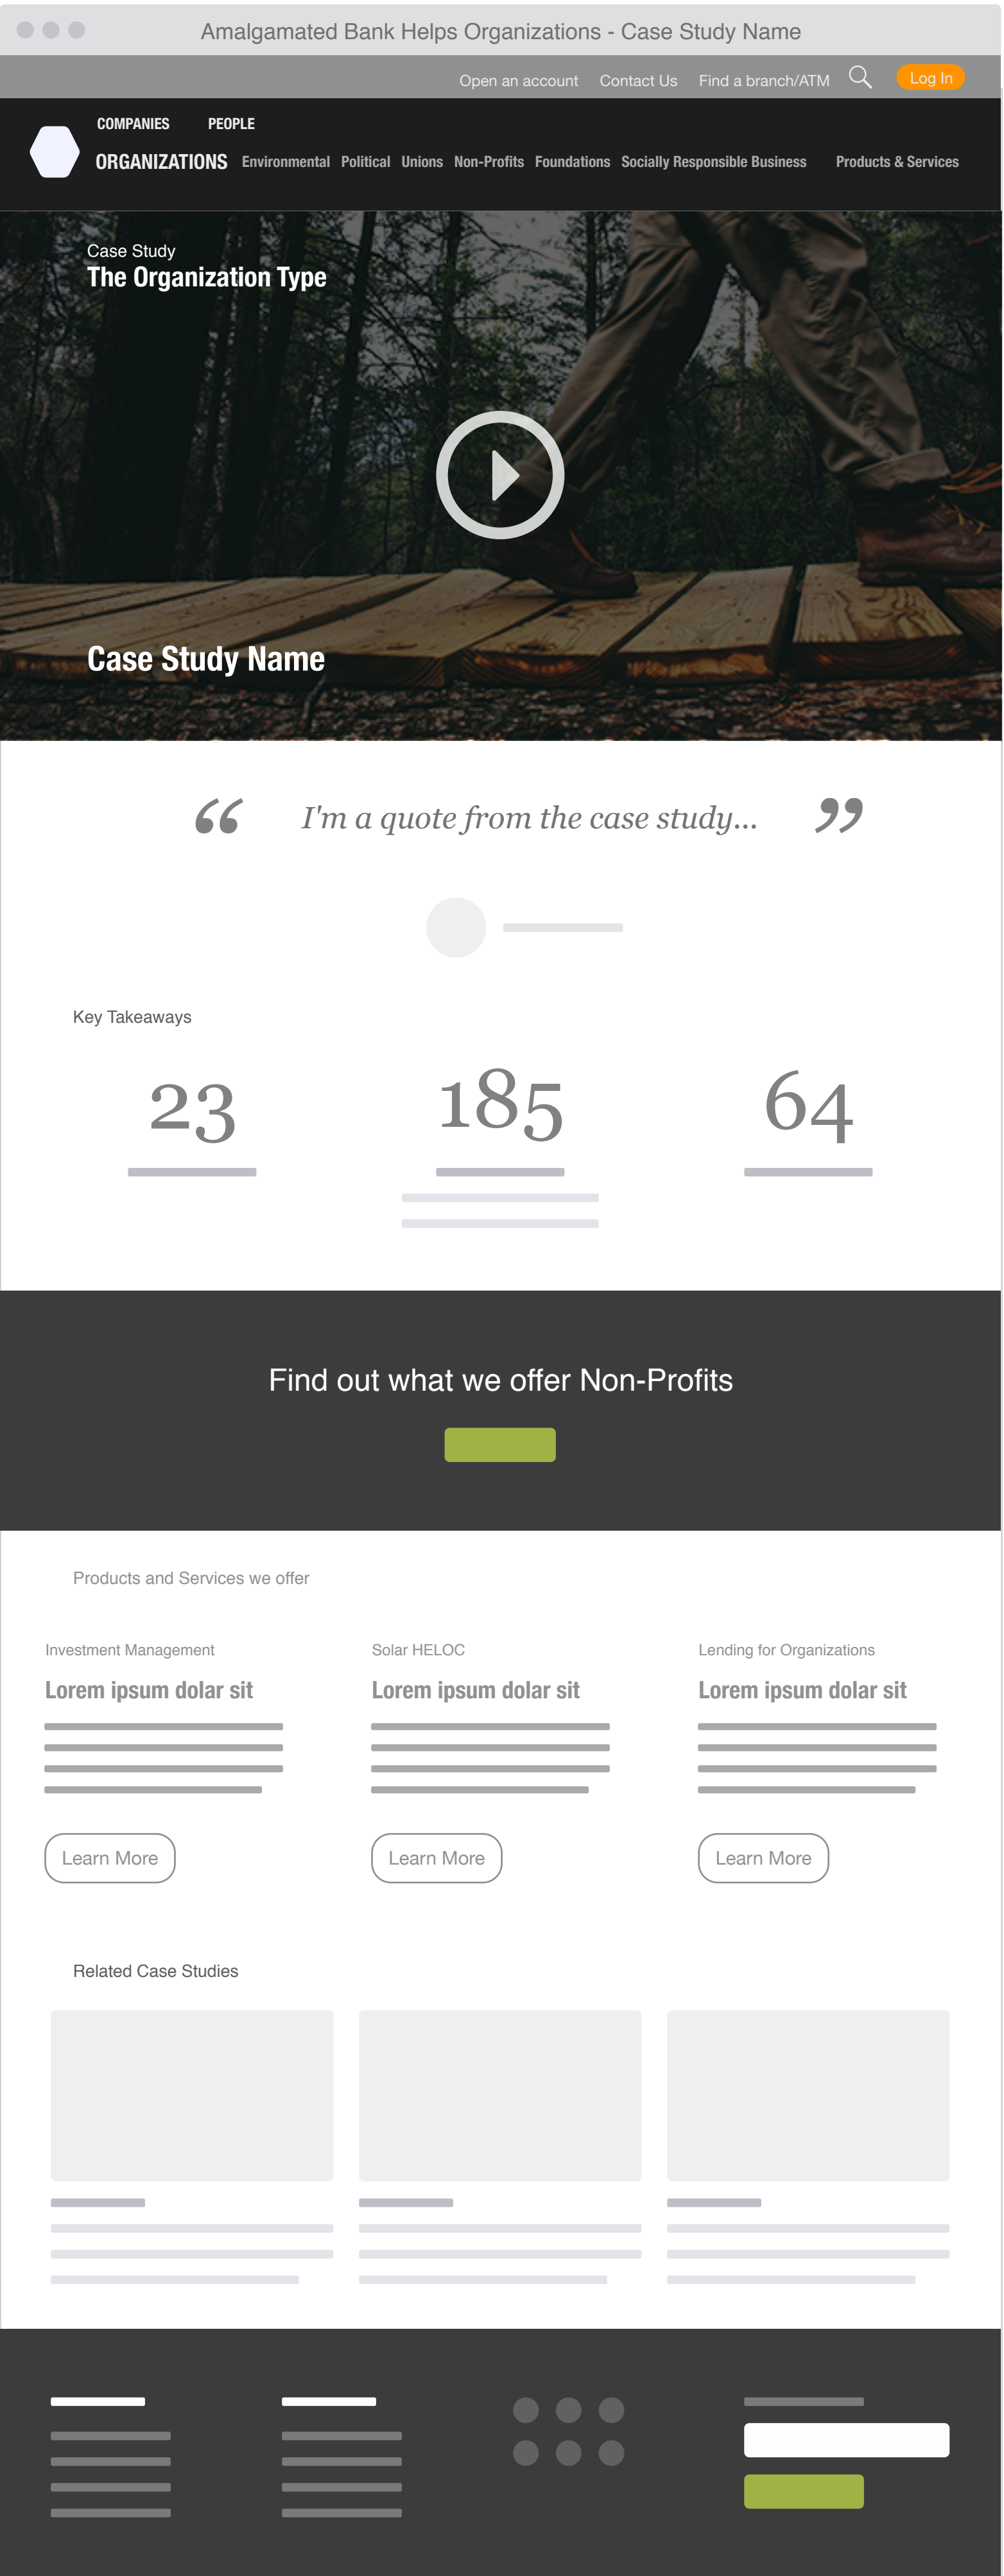 Amalgamated Bank Helps Organizations - Case Study Name
Open an account Contact Us Find a branch/ATM Log In
COMPANIES PEOPLE
ORGANIZATIONS Environmental Political Unions Non-Profits Foundations Socially Responsible Business Products & Services
Case Study
The Organization Type
Case Study Name
“ I'm a quote from the case study... ”
Key Takeaways
23 185 64
Find out what we offer Non-Profits
Products and Services we offer
Investment Management Solar HELOC Lending for Organizations
Lorem ipsum dolar sit Lorem ipsum dolar sit Lorem ipsum dolar sit
Learn More Learn More Learn More
Related Case Studies